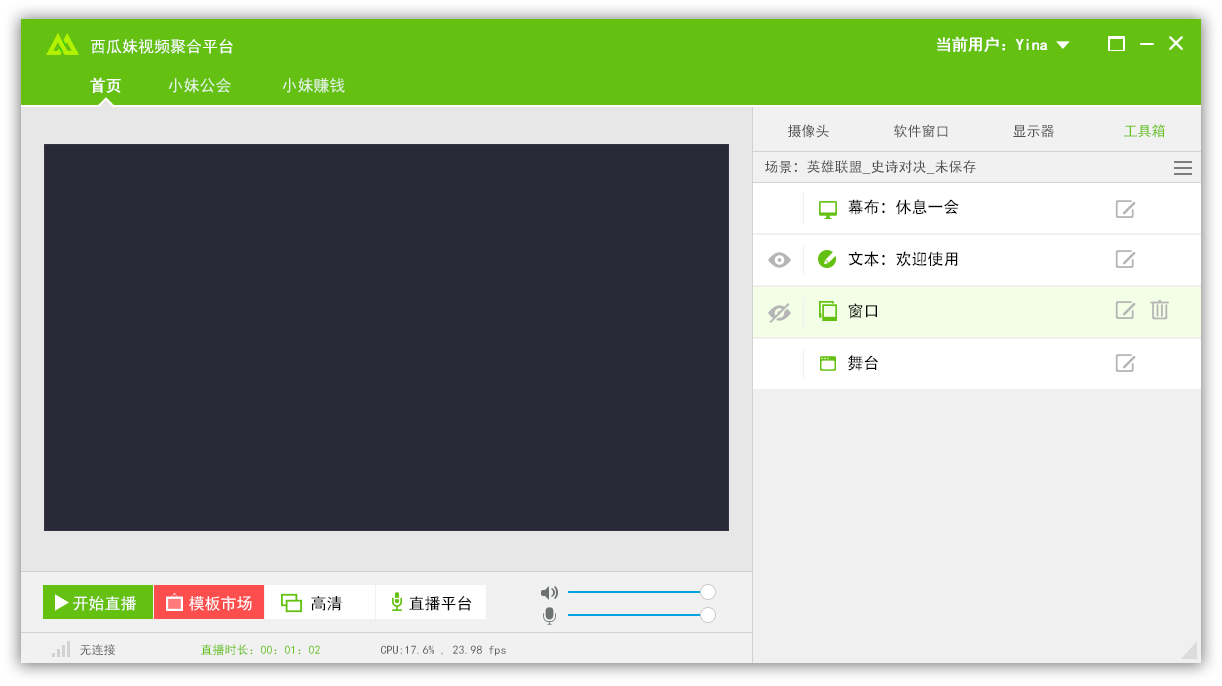 西瓜妹视频聚合平台
当前用户：Yina
首页 小妹公会 小妹赚钱
摄像头 软件窗口 显示器 工具箱
场景：英雄联盟_史诗对决_未保存
幕布：休息一会
文本：欢迎使用
窗口
舞台
开始直播 模板市场 高清 直播平台
无连接 直播时长：00：01：02 CPU:17.6% , 23.98 fps